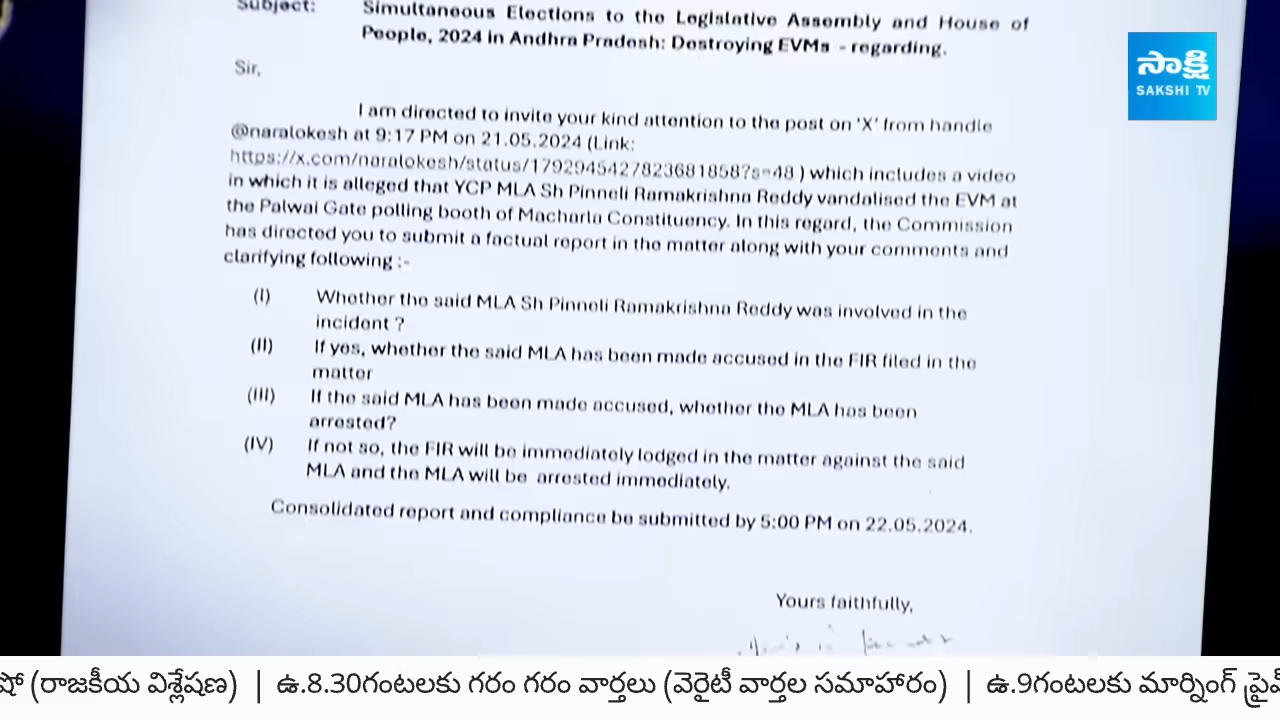 Subject: Simultaneous Elections to the Legislative Assembly and House of
People, 2024 in Andhra Pradesh: Destroying EVMs - regarding.
సాక్షి
SAKSHI TV
Sir,
I am directed to invite your kind attention to the post on 'X' from handle
@naralokesh at 9:17 PM on 21.05.2024 (Link:
https://x.com/naralokesh/status/1792945427823681858?s=48 ) which includes a video
in which it is alleged that YCP MLA Sh Pinneli Ramakrishna Reddy vandalised the EVM at
the Palwai Gate polling booth of Macharla Constituency. In this regard, the Commission
has directed you to submit a factual report in the matter along with your comments and
clarifying following :-
(I) Whether the said MLA Sh Pinneli Ramakrishna Reddy was involved in the
incident ?
(II) If yes, whether the said MLA has been made accused in the FIR filed in the
matter
(III) If the said MLA has been made accused, whether the MLA has been
arrested?
(IV) If not so, the FIR will be immediately lodged in the matter against the said
MLA and the MLA will be arrested immediately.
Consolidated report and compliance be submitted by 5:00 PM on 22.05.2024.
Yours faithfully,
షో (రాజకీయ విశ్లేషణ) | ఉ.8.30గంటలకు గరం గరం వార్తలు (వెరైటీ వార్తల సమాహారం) | ఉ.9గంటలకు మార్నింగ్ ప్రైమ్